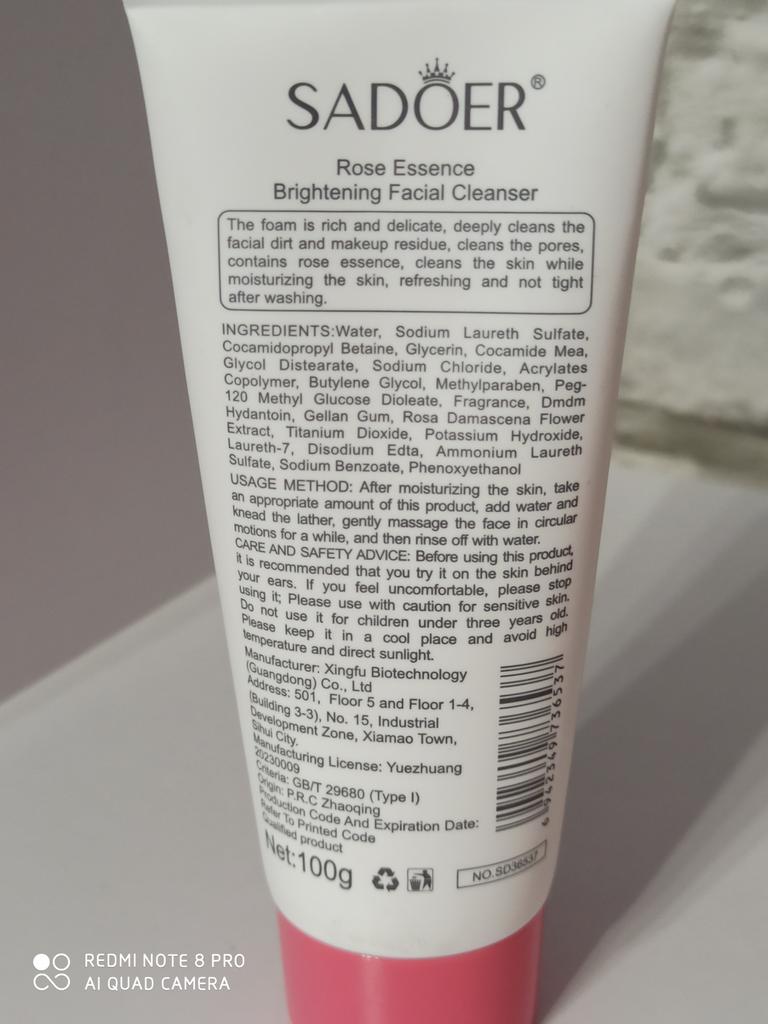 SADOER®
Rose Essence
Brightening Facial Cleanser
The foam is rich and delicate, deeply cleans the
facial dirt and makeup residue, cleans the pores,
contains rose essence, cleans the skin while
moisturizing the skin, refreshing and not tight
after washing.
INGREDIENTS:Water, Sodium Laureth Sulfate,
Cocamidopropyl Betaine, Glycerin, Cocamide Mea,
Glycol Distearate, Sodium Chloride, Acrylates
Copolymer, Butylene Glycol, Methylparaben, Peg-
120 Methyl Glucose Dioleate, Fragrance, Dmdm
Hydantoin, Gellan Gum, Rosa Damascena Flower
Extract, Titanium Dioxide, Potassium Hydroxide,
Laureth-7, Disodium Edta, Ammonium Laureth
Sulfate, Sodium Benzoate, Phenoxyethanol
USAGE METHOD: After moisturizing the skin, take
an appropriate amount of this product, add water and
knead the lather, gently massage the face in circular
motions for a while, and then rinse off with water.
CARE AND SAFETY ADVICE: Before using this product,
it is recommended that you try it on the skin behind
your ears. If you feel uncomfortable, please stop
using it; Please use with caution for sensitive skin.
Do not use it for children under three years old.
Please keep it in a cool place and avoid high
temperature and direct sunlight.
Manufacturer: Xingfu Biotechnology
(Guangdong) Co., Ltd
Address: 501, Floor 5 and Floor 1-4,
(Building 3-3), No. 15, Industrial
Development Zone, Xiamao Town,
Sihui City.
Manufacturing License: Yuezhuang
20230009
Criteria: GB/T 29680 (Type I)
Origin: P.R.C Zhaoqing
Production Code And Expiration Date:
Refer To Printed Code
Qualified product
Net:100g
NO.SD36537
6942349736537
REDMI NOTE 8 PRO
AI QUAD CAMERA